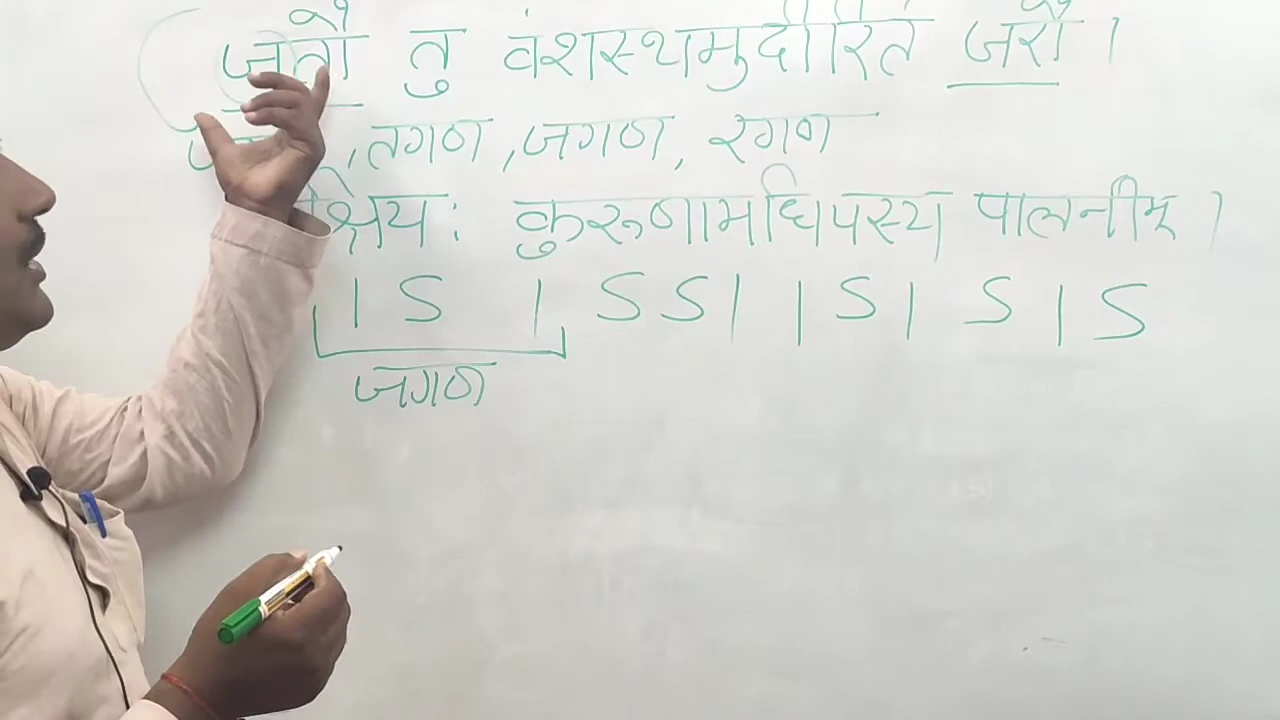 जतौ तु वंशस्थमुदीरितं जरौ ।
, तगण , जगण , रगण
क्षियः कुरूणामधिपस्य पालनीम् ।
। ऽ । ऽ ऽ । । ऽ । ऽ । ऽ
जगण